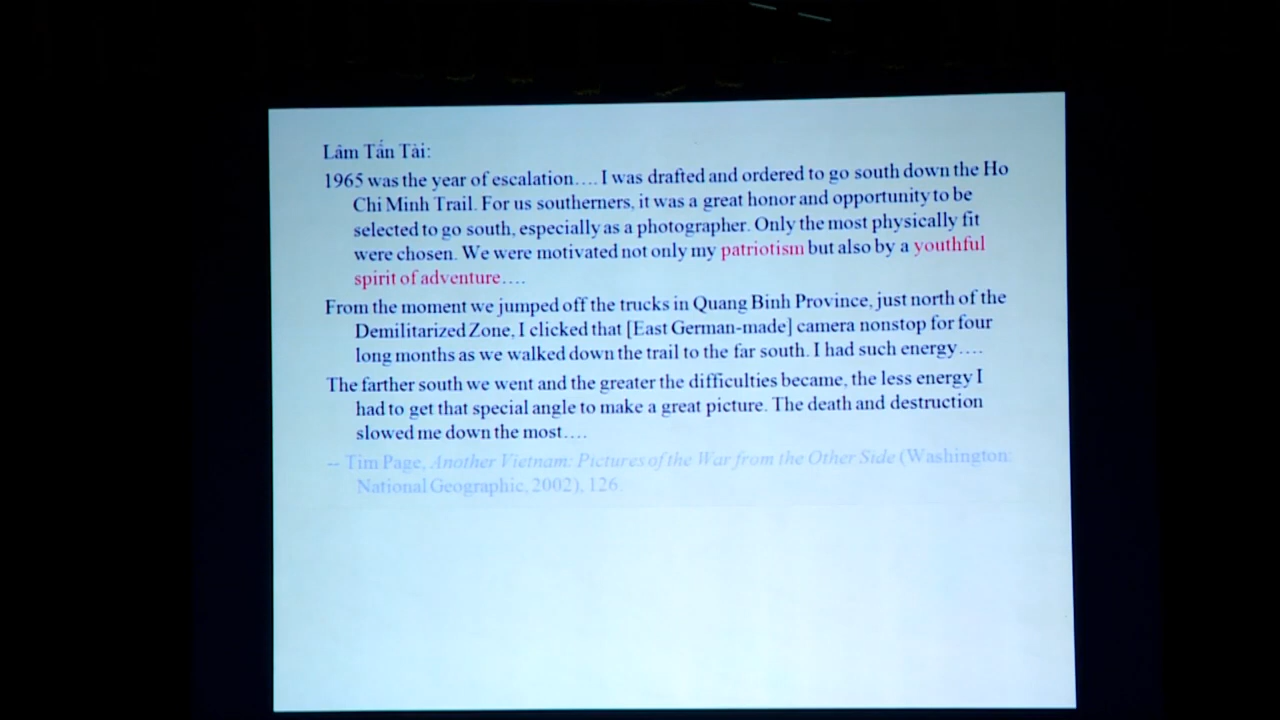 Lâm Tấn Tài:
1965 was the year of escalation…. I was drafted and ordered to go south down the Ho
Chi Minh Trail. For us southerners, it was a great honor and opportunity to be
selected to go south, especially as a photographer. Only the most physically fit
were chosen. We were motivated not only my patriotism but also by a youthful
spirit of adventure….
From the moment we jumped off the trucks in Quang Binh Province, just north of the
Demilitarized Zone, I clicked that [East German-made] camera nonstop for four
long months as we walked down the trail to the far south. I had such energy….
The farther south we went and the greater the difficulties became, the less energy I
had to get that special angle to make a great picture. The death and destruction
slowed me down the most….
-- Tim Page, Another Vietnam: Pictures of the War from the Other Side (Washington:
National Geographic, 2002), 126.